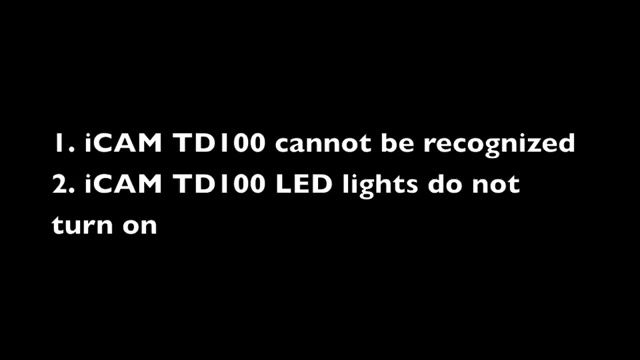 1. iCAM TD100 cannot be recognized
2. iCAM TD100 LED lights do not
turn on